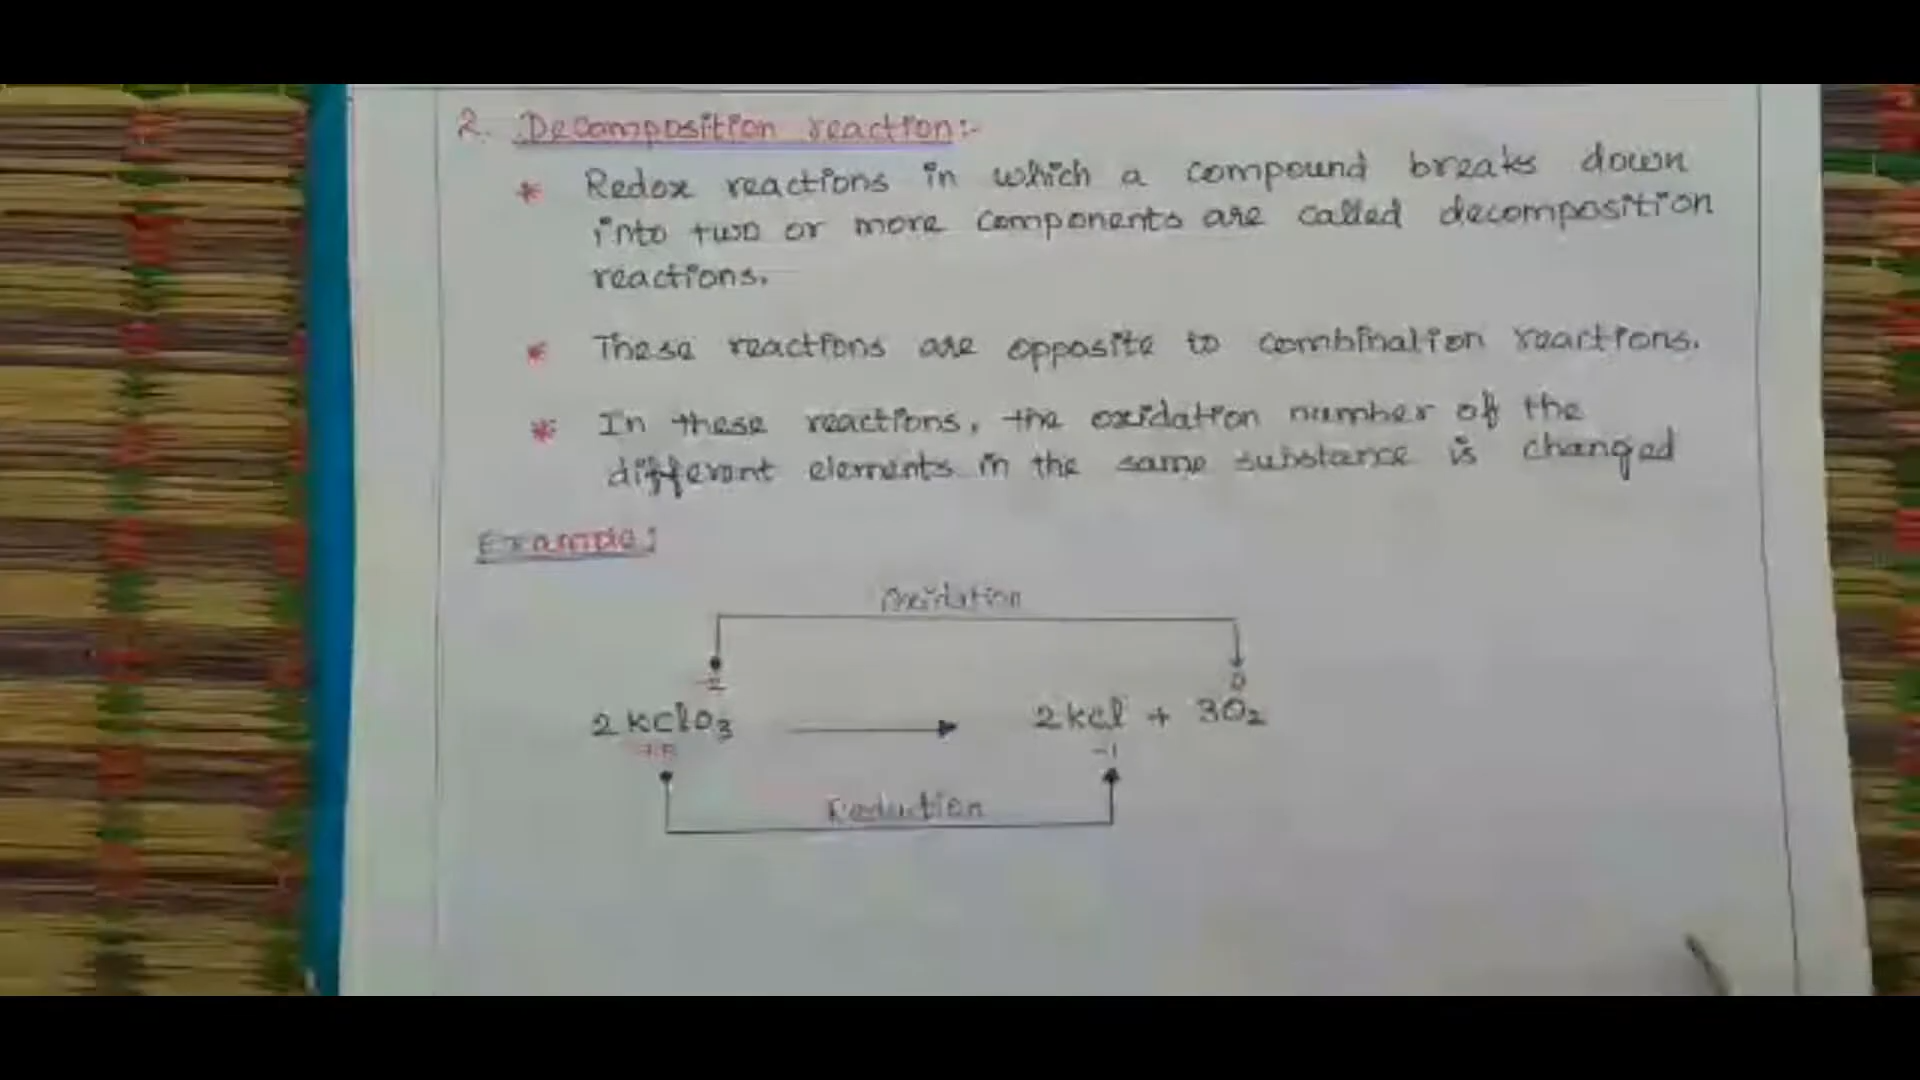 2. Decomposition reaction:-
* Redox reactions in which a compound breaks down
into two or more components are called decomposition
reactions.
* These reactions are opposite to combination reactions.
* In these reactions, the oxidation number of the
different elements in the same substance is changed
Example:
Oxidation
-2 0
2KClO3 → 2kcl + 3O2
+5 -1
Reduction